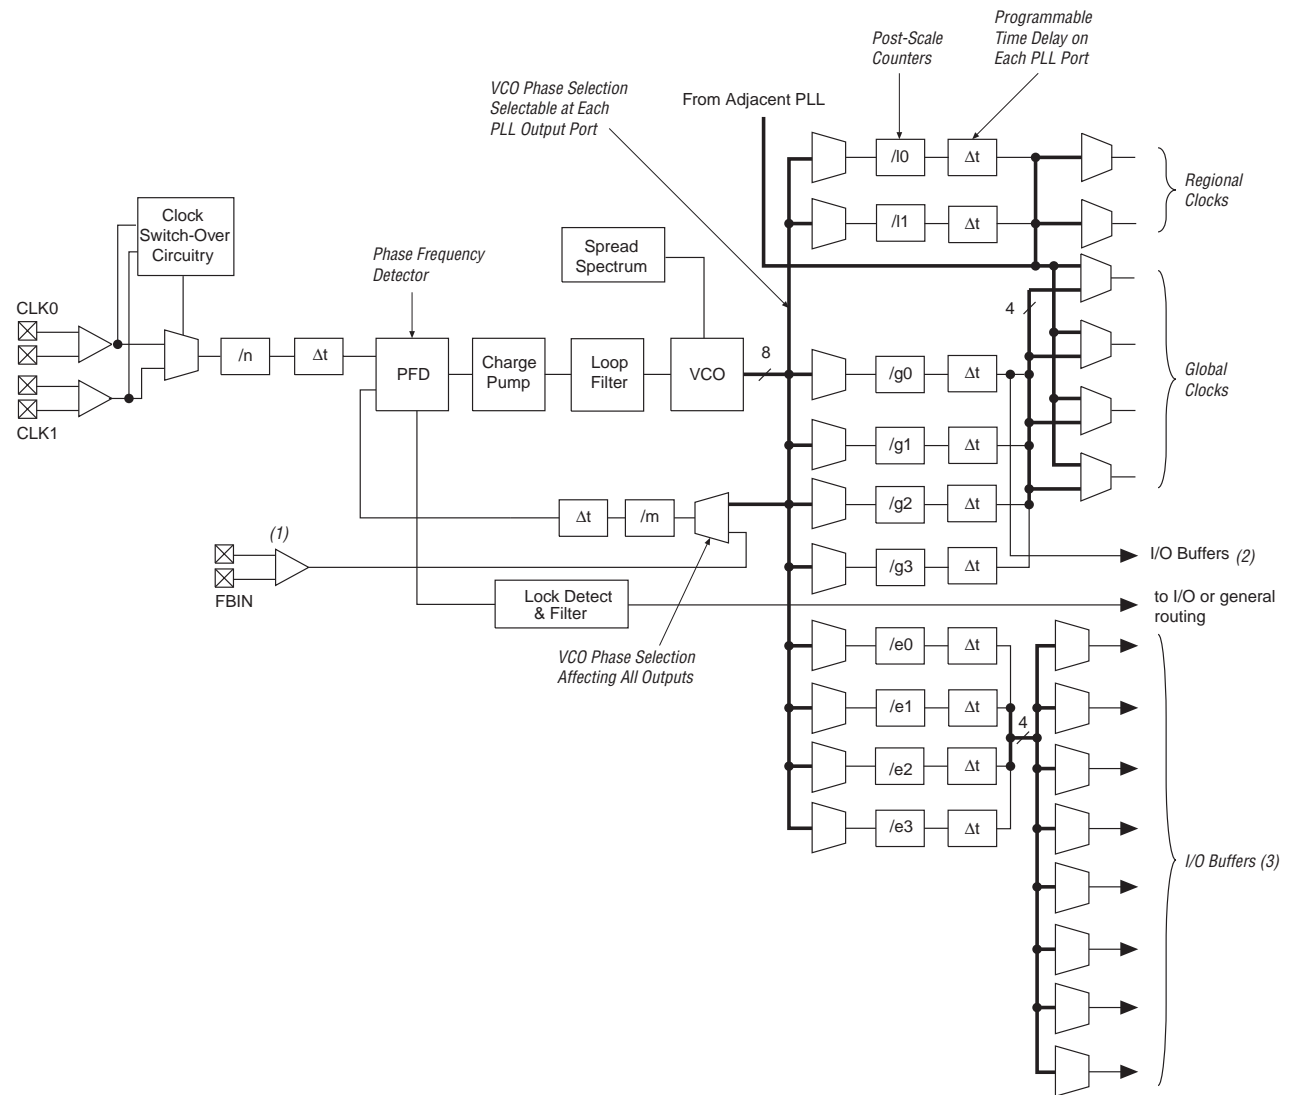 Programmable
Time Delay on
Each PLL Port
Post-Scale
Counters
VCO Phase Selection
Selectable at Each
PLL Output Port
From Adjacent PLL
/l0
Δt
/l1
Δt
Regional
Clocks
Clock
Switch-Over
Circuitry
Phase Frequency
Detector
Spread
Spectrum
CLK0
CLK1
/n
Δt
PFD
Charge
Pump
Loop
Filter
VCO
8
4
/g0
Δt
/g1
Δt
/g2
Δt
/g3
Δt
Global
Clocks
Δt
/m
(1)
FBIN
Lock Detect
& Filter
I/O Buffers (2)
to I/O or general
routing
VCO Phase Selection
Affecting All Outputs
/e0
Δt
/e1
Δt
4
/e2
Δt
/e3
Δt
I/O Buffers (3)